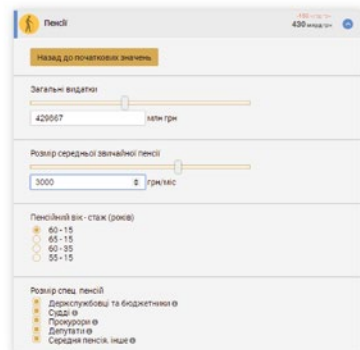 Пенсії
430 млрд грн
Назад до початкових значень
Загальні видатки
429867 млн грн
Розмір середньої звичайної пенсії
3000 грн/міс
Пенсійний вік - стаж (років)
60 - 15
65 - 15
60 - 35
55 - 15
Розмір спец. пенсій
Держслужбовці та бюджетники
Судді
Прокурори
Депутати
Середня пенсія, інше